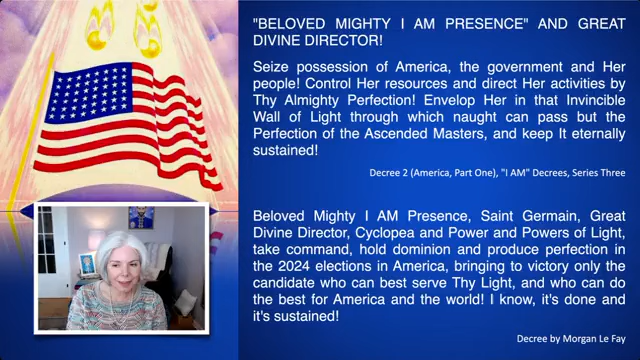 "BELOVED MIGHTY I AM PRESENCE" AND GREAT
DIVINE DIRECTOR!
Seize possession of America, the government and Her
people! Control Her resources and direct Her activities by
Thy Almighty Perfection! Envelop Her in that Invincible
Wall of Light through which naught can pass but the
Perfection of the Ascended Masters, and keep It eternally
sustained!
Decree 2 (America, Part One), "I AM" Decrees, Series Three
Beloved Mighty I AM Presence, Saint Germain, Great
Divine Director, Cyclopea and Power and Powers of Light,
take command, hold dominion and produce perfection in
the 2024 elections in America, bringing to victory only the
candidate who can best serve Thy Light, and who can do
the best for America and the world! I know, it's done and
it's sustained!
Decree by Morgan Le Fay